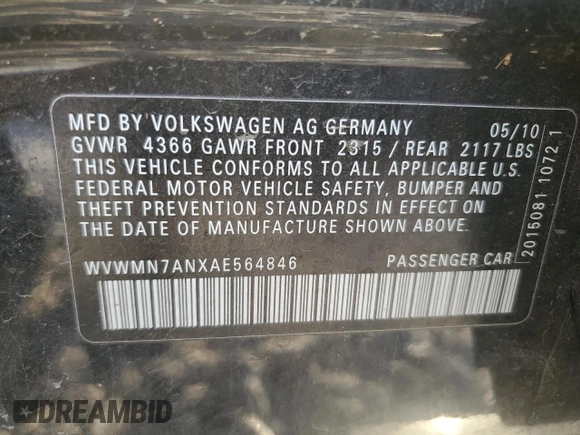 MFD BY VOLKSWAGEN AG GERMANY 05/10
GVWR 4366 GAWR FRONT 2315 / REAR 2117 LBS
THIS VEHICLE CONFORMS TO ALL APPLICABLE U.S.
FEDERAL MOTOR VEHICLE SAFETY, BUMPER AND
THEFT PREVENTION STANDARDS IN EFFECT ON
THE DATE OF MANUFACTURE SHOWN ABOVE.
WVWMN7ANXAE564846 PASSENGER CAR
2015081 1072 1
DREAMBID